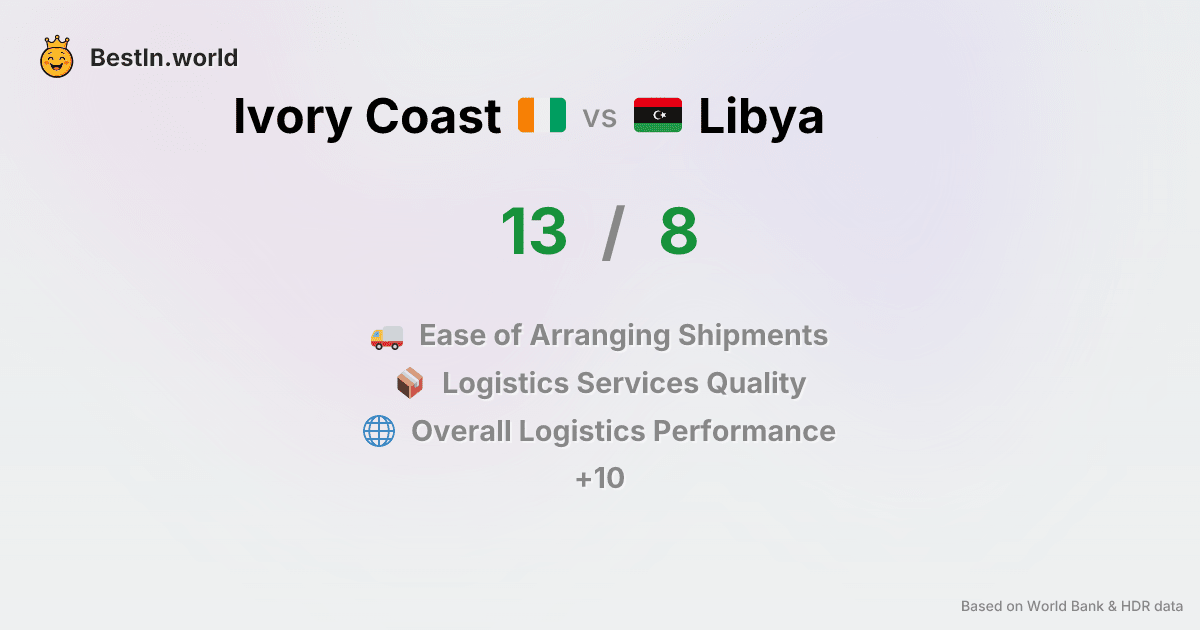 BestIn.world
Ivory Coast vs Libya
13 / 8
Ease of Arranging Shipments
Logistics Services Quality
Overall Logistics Performance
+10
Based on World Bank & HDR data